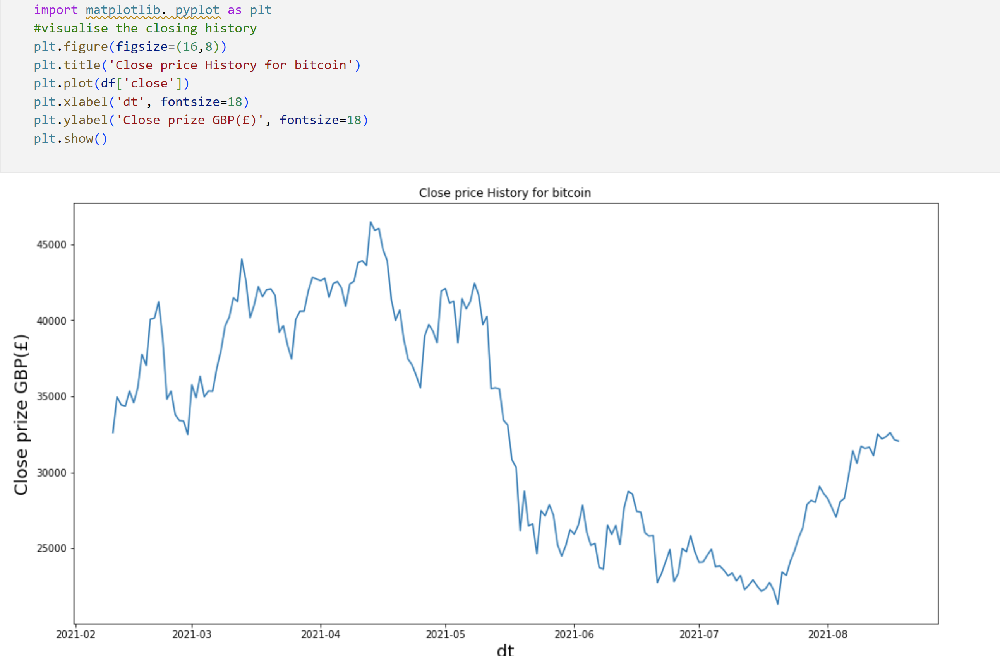 import matplotlib. pyplot as plt
#visualise the closing history
plt.figure(figsize=(16,8))
plt.title('Close price History for bitcoin')
plt.plot(df['close'])
plt.xlabel('dt', fontsize=18)
plt.ylabel('Close prize GBP(£)', fontsize=18)
plt.show()
Close price History for bitcoin
45000
40000
35000
30000
25000
Close prize GBP(£)
2021-02 2021-03 2021-04 2021-05 2021-06 2021-07 2021-08
dt